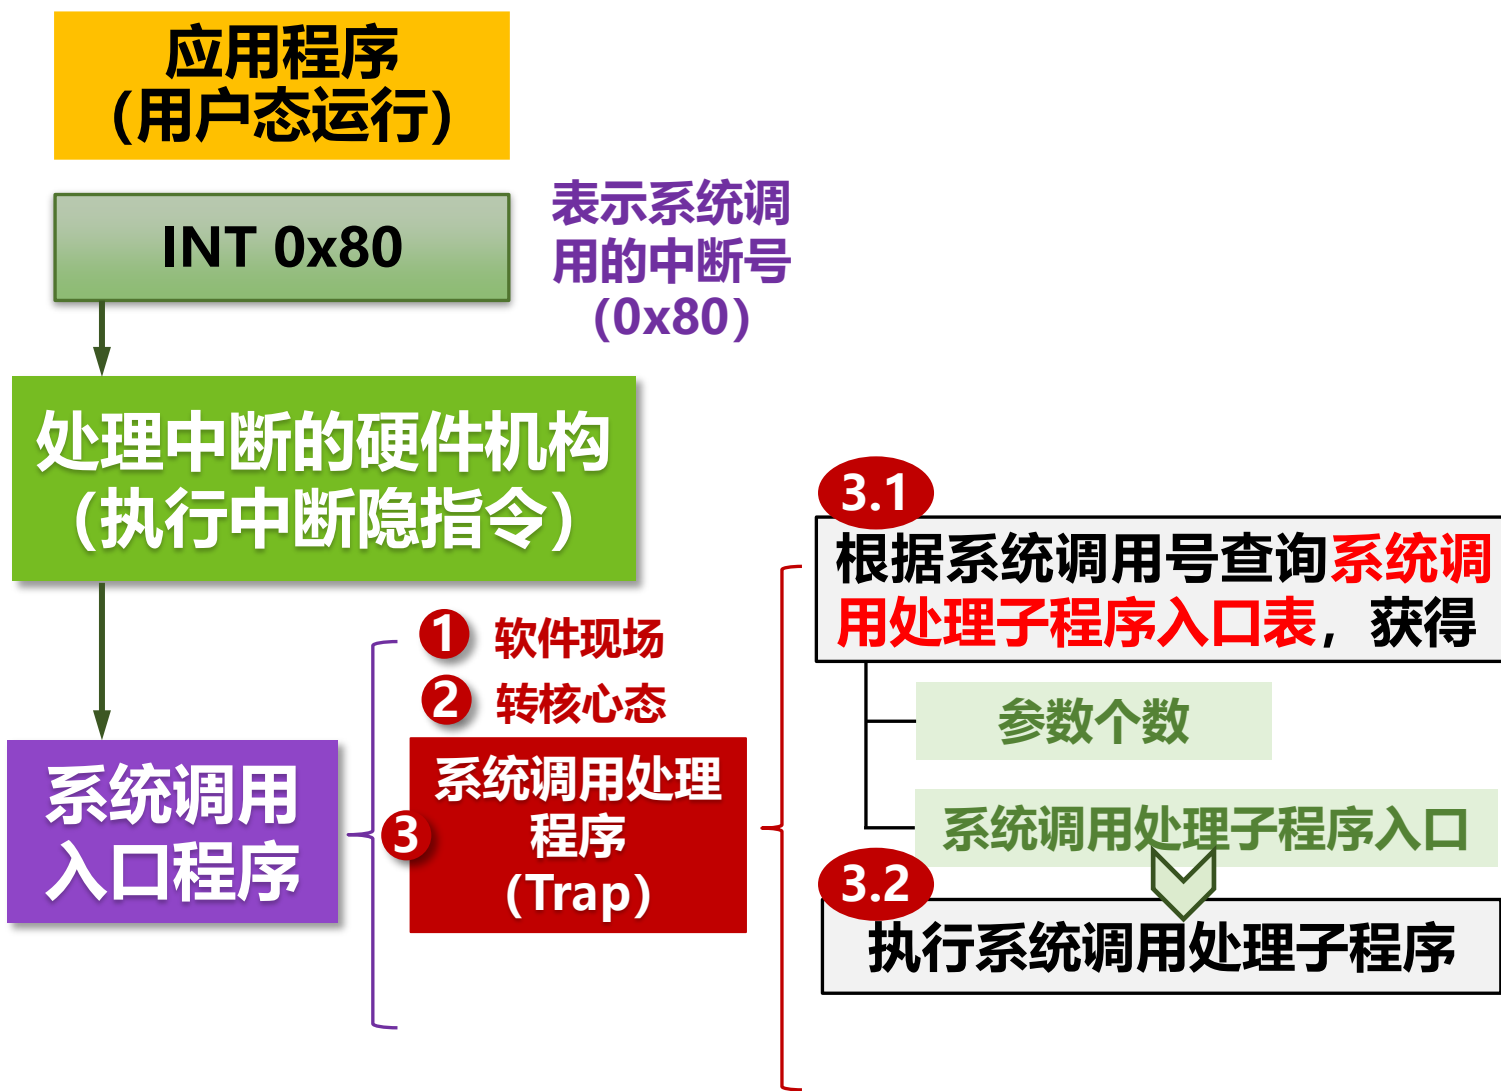 应用程序
（用户态运行）
INT 0x80
表示系统调
用的中断号
（0x80）
处理中断的硬件机构
（执行中断隐指令）
系统调用
入口程序
1 软件现场
2 转核心态
3
系统调用处理
程序
（Trap）
3.1
根据系统调用号查询系统调
用处理子程序入口表，获得
参数个数
系统调用处理子程序入口
3.2
执行系统调用处理子程序